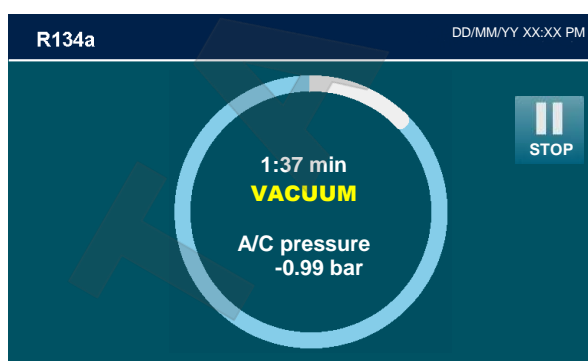 R134a
DD/MM/YY XX:XX PM
STOP
1:37 min
VACUUM
A/C pressure
-0.99 bar